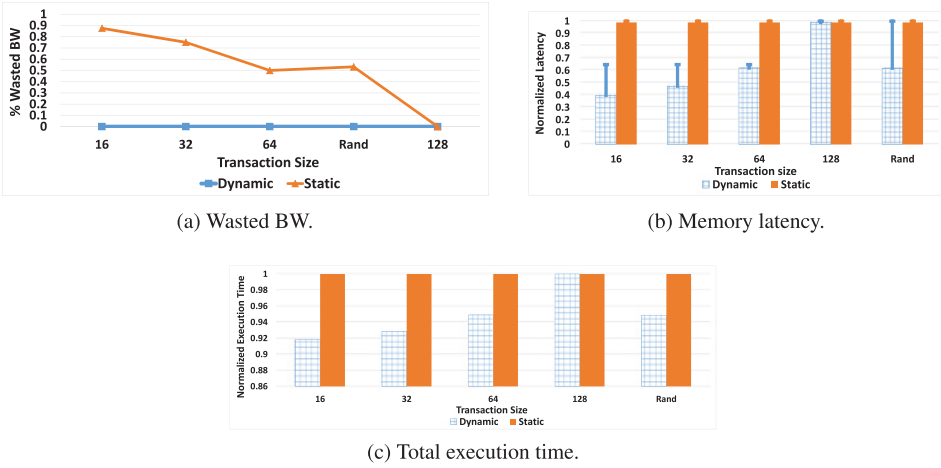 % Wasted BW
1
0.9
0.8
0.7
0.6
0.5
0.4
0.3
0.2
0.1
0
16 32 64 Rand 128
Transaction Size
Dynamic Static
(a) Wasted BW.
Normalized Latency
1
0.9
0.8
0.7
0.6
0.5
0.4
0.3
0.2
0.1
0
16 32 64 128 Rand
Transaction size
Dynamic Static
(b) Memory latency.
Normalized Execution Time
1
0.98
0.96
0.94
0.92
0.9
0.88
0.86
16 32 64 128 Rand
Transaction Size
Dynamic Static
(c) Total execution time.